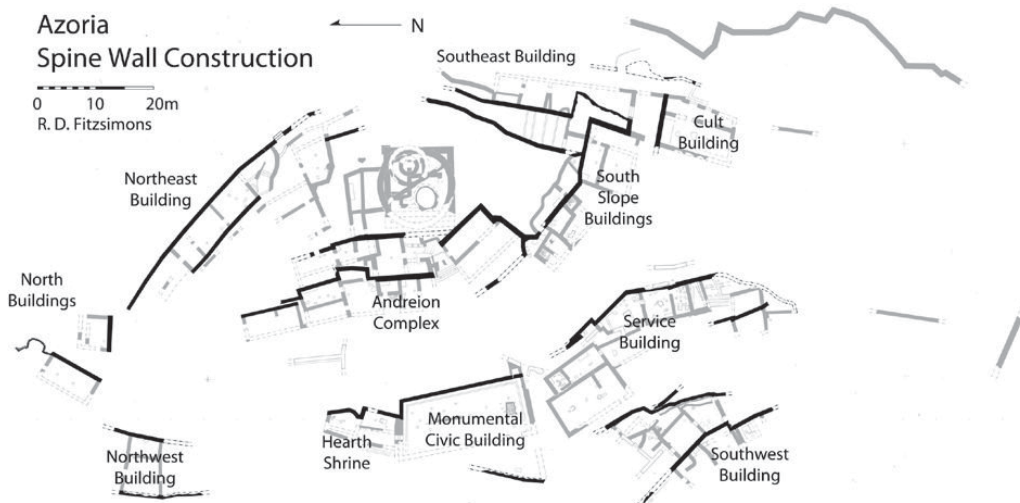 Azoria
Spine Wall Construction
0 10 20m
R. D. Fitzsimons
N
Southeast Building
Cult
Building
Northeast
Building
South
Slope
Buildings
North
Buildings
Andreion
Complex
Service
Building
Hearth
Shrine
Monumental
Civic Building
Northwest
Building
Southwest
Building